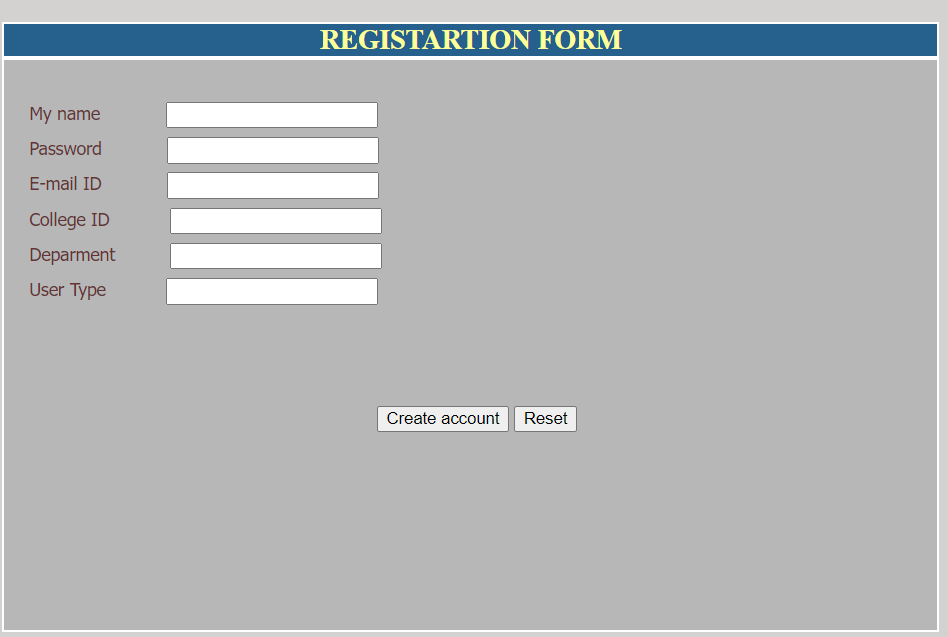 REGISTARTION FORM
My name
Password
E-mail ID
College ID
Deparment
User Type
Create account Reset